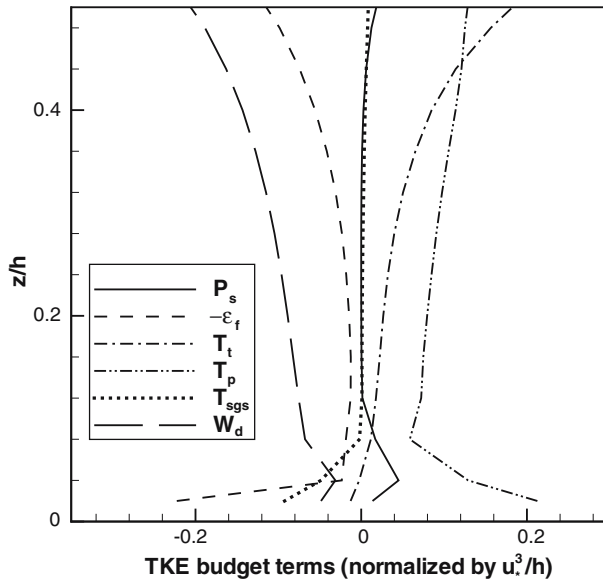 0.4
0.2
0
z/h
P_s
−ε_f
T_t
T_p
T_sgs
W_d
-0.2 0 0.2
TKE budget terms (normalized by u_*^3/h)